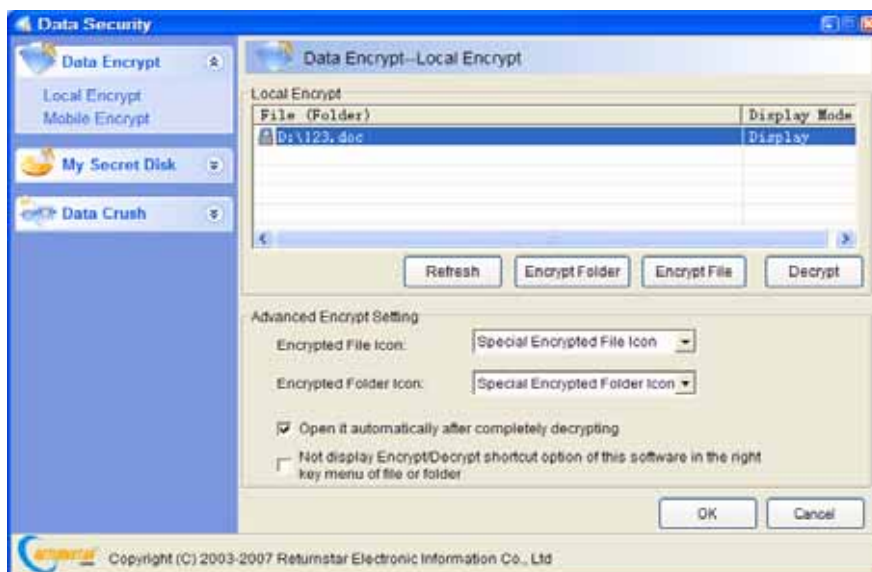 Data Security
Data Encrypt
Local Encrypt
Mobile Encrypt
My Secret Disk
Data Crush
Data Encrypt--Local Encrypt
Local Encrypt
File (Folder) Display Mode
D:\123.doc Display
Refresh Encrypt Folder Encrypt File Decrypt
Advanced Encrypt Setting
Encrypted File Icon: Special Encrypted File Icon
Encrypted Folder Icon: Special Encrypted Folder Icon
Open it automatically after completely decrypting
Not display Encrypt/Decrypt shortcut option of this software in the right
key menu of file or folder
OK Cancel
RETURNSTAR Copyright (C) 2003-2007 Returnstar Electronic Information Co., Ltd